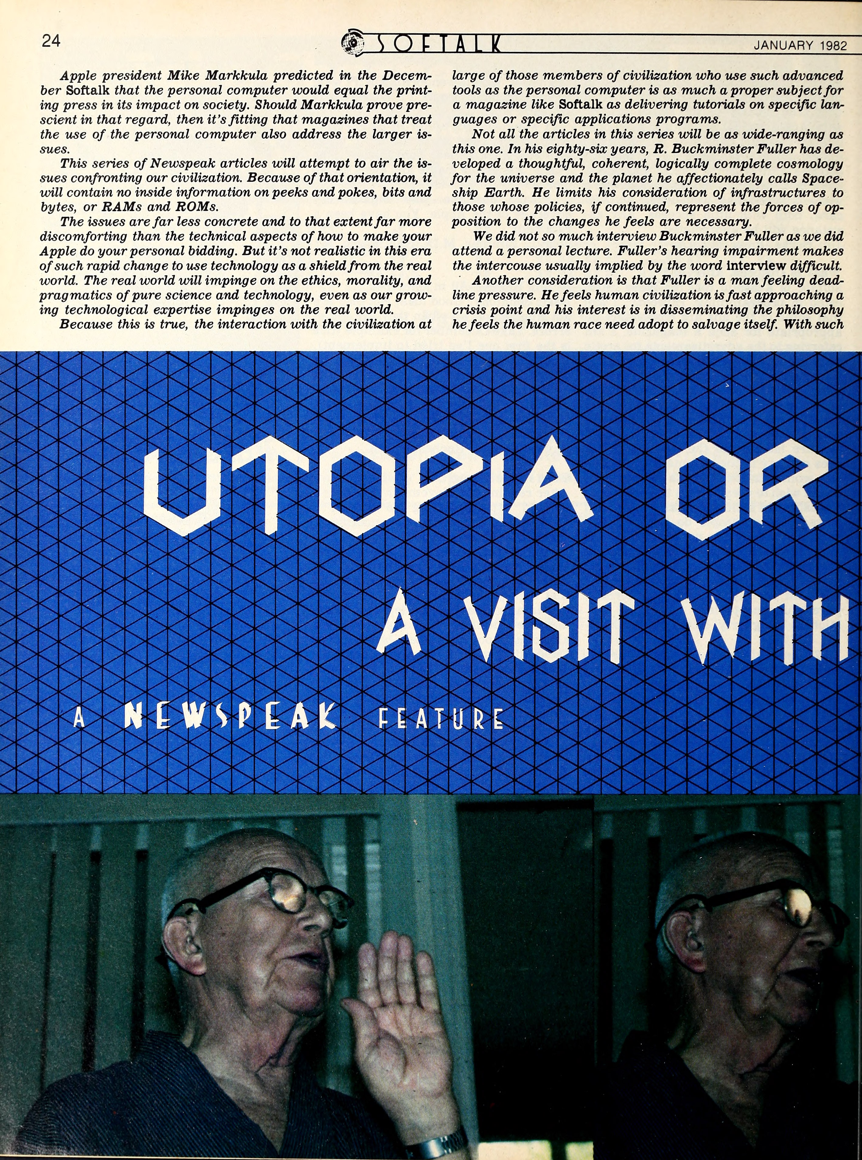 24
SOFTALK
JANUARY 1982
Apple president Mike Markkula predicted in the Decem-
ber Softalk that the personal computer would equal the print-
ing press in its impact on society. Should Markkula prove pre-
scient in that regard, then it's fitting that magazines that treat
the use of the personal computer also address the larger is-
sues.
This series of Newspeak articles will attempt to air the is-
sues confronting our civilization. Because of that orientation, it
will contain no inside information on peeks and pokes, bits and
bytes, or RAMs and ROMs.
The issues are far less concrete and to that extent far more
discomforting than the technical aspects of how to make your
Apple do your personal bidding. But it's not realistic in this era
of such rapid change to use technology as a shield from the real
world. The real world will impinge on the ethics, morality, and
pragmatics of pure science and technology, even as our grow-
ing technological expertise impinges on the real world.
Because this is true, the interaction with the civilization at
large of those members of civilization who use such advanced
tools as the personal computer is as much a proper subject for
a magazine like Softalk as delivering tutorials on specific lan-
guages or specific applications programs.
Not all the articles in this series will be as wide-ranging as
this one. In his eighty-six years, R. Buckminster Fuller has de-
veloped a thoughtful, coherent, logically complete cosmology
for the universe and the planet he affectionately calls Space-
ship Earth. He limits his consideration of infrastructures to
those whose policies, if continued, represent the forces of op-
position to the changes he feels are necessary.
We did not so much interview Buckminster Fuller as we did
attend a personal lecture. Fuller's hearing impairment makes
the intercouse usually implied by the word interview difficult.
Another consideration is that Fuller is a man feeling dead-
line pressure. He feels human civilization is fast approaching a
crisis point and his interest is in disseminating the philosophy
he feels the human race need adopt to salvage itself. With such
UTOPIA OR
A VISIT WITH
A NEWSPEAK FEATURE